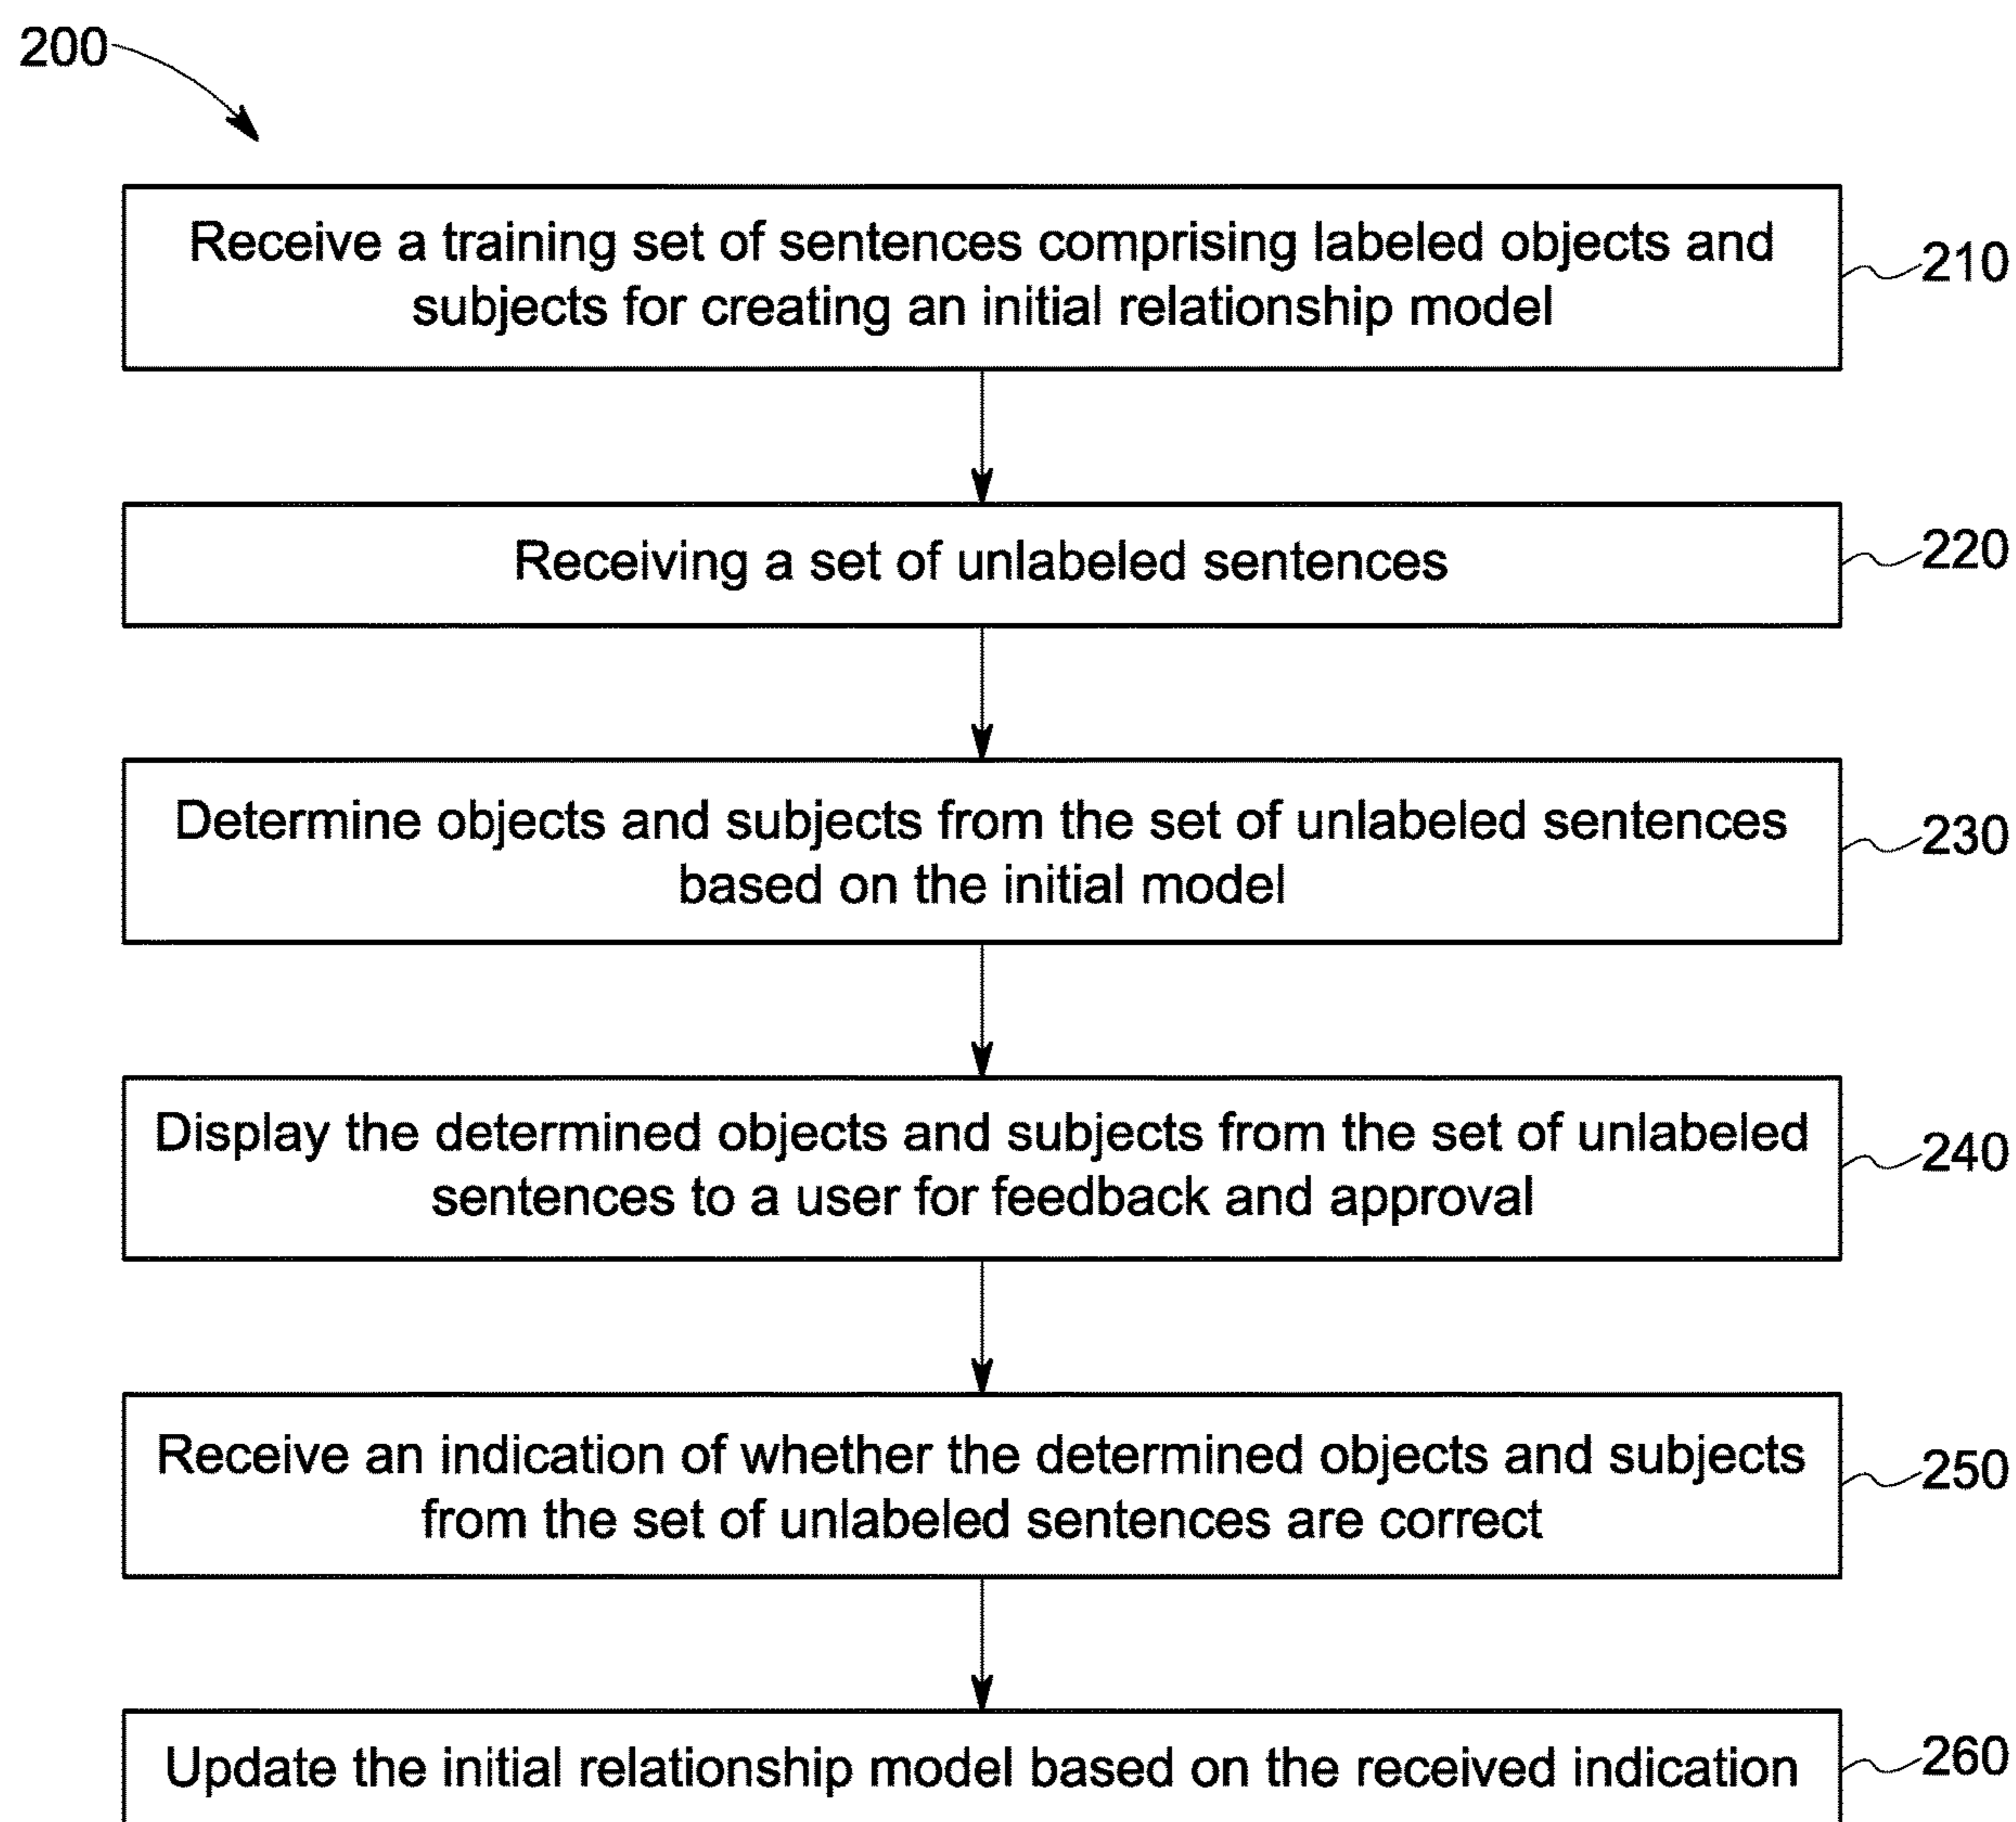 200
Receive a training set of sentences comprising labeled objects and
subjects for creating an initial relationship model
210
Receiving a set of unlabeled sentences
220
Determine objects and subjects from the set of unlabeled sentences
based on the initial model
230
Display the determined objects and subjects from the set of unlabeled
sentences to a user for feedback and approval
240
Receive an indication of whether the determined objects and subjects
from the set of unlabeled sentences are correct
250
Update the initial relationship model based on the received indication
260